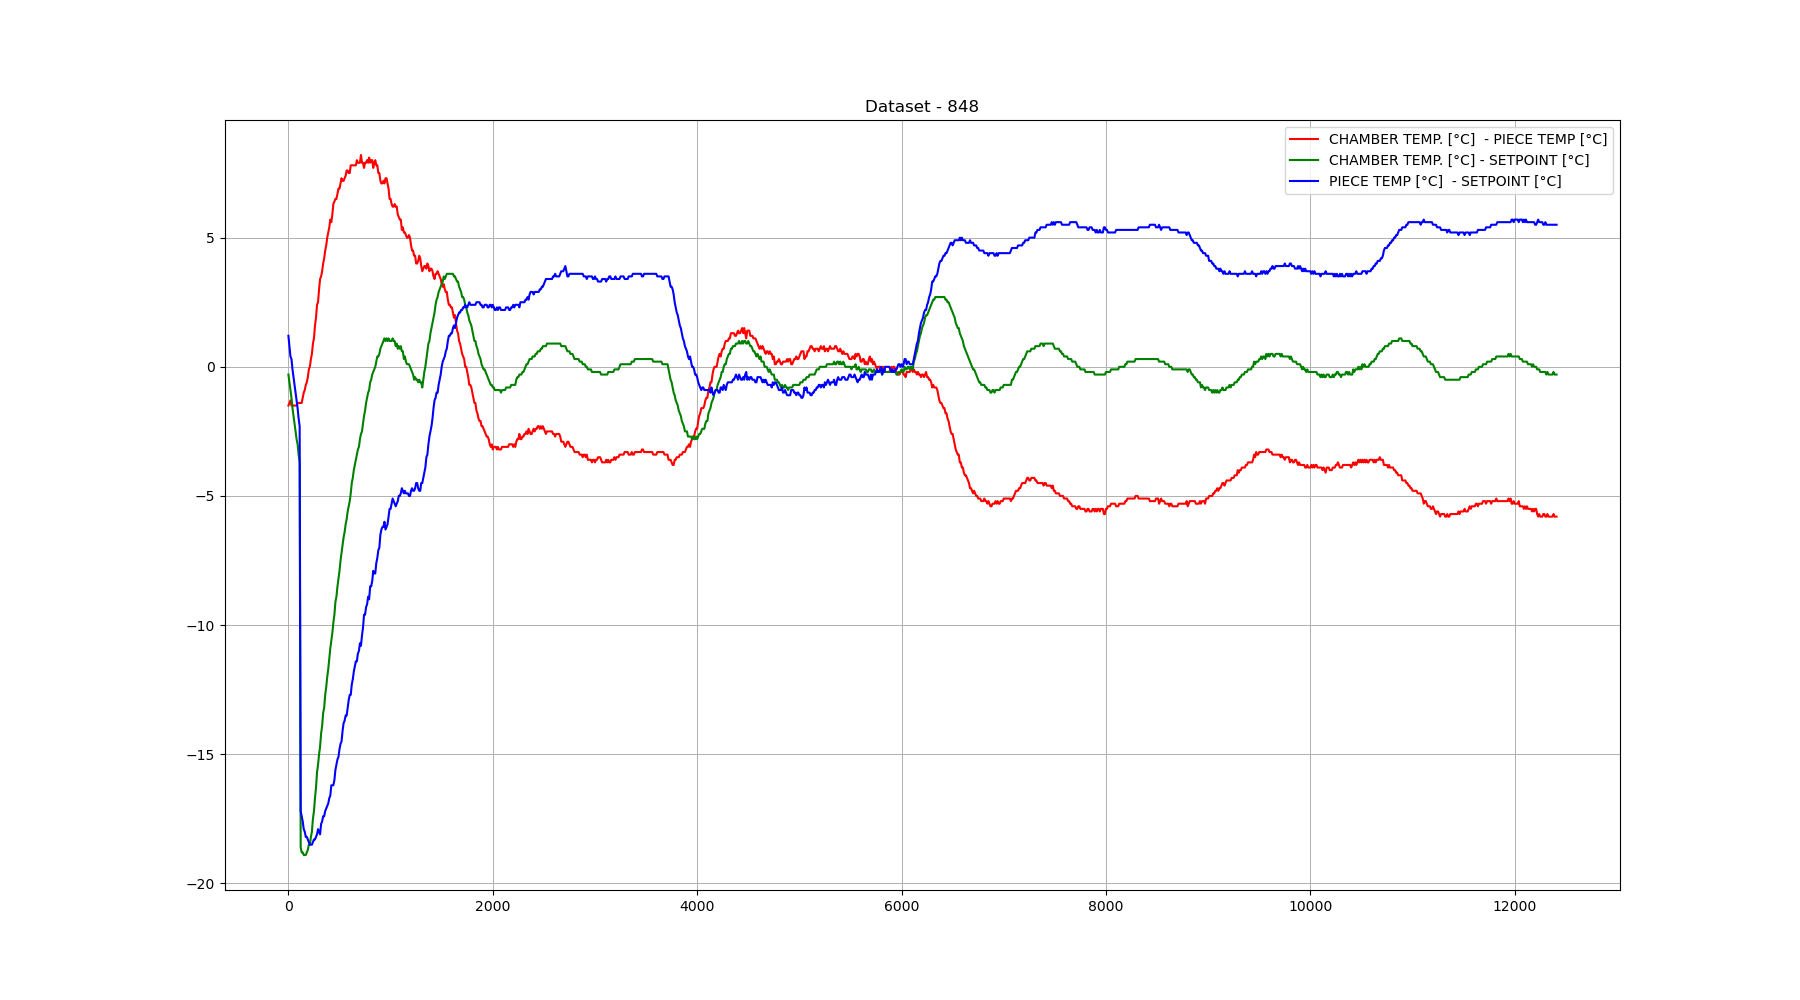 Dataset - 848
CHAMBER TEMP. [°C]  - PIECE TEMP [°C]
CHAMBER TEMP. [°C] - SETPOINT [°C]
PIECE TEMP [°C]  - SETPOINT [°C]
5
0
−5
−10
−15
−20
0 2000 4000 6000 8000 10000 12000